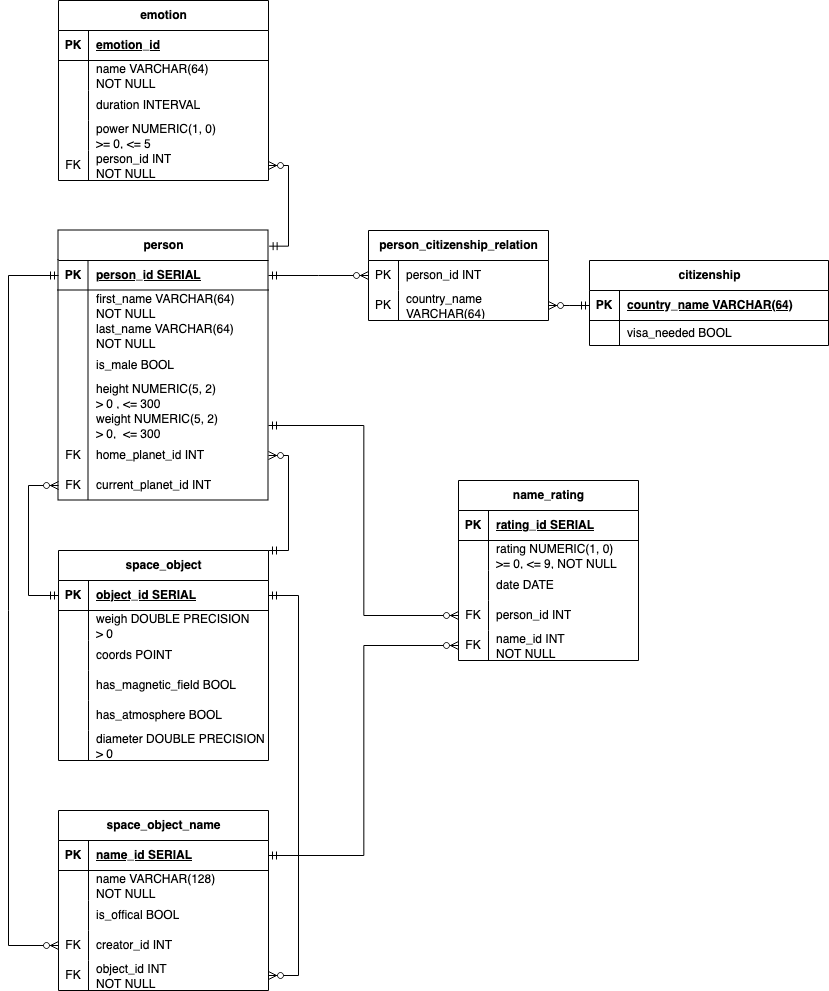 emotion
PK emotion_id
name VARCHAR(64)
NOT NULL
duration INTERVAL
power NUMERIC(1, 0)
>= 0, <= 5
FK person_id INT
NOT NULL
person
PK person_id SERIAL
first_name VARCHAR(64)
NOT NULL
last_name VARCHAR(64)
NOT NULL
is_male BOOL
height NUMERIC(5, 2)
> 0 , <= 300
weight NUMERIC(5, 2)
> 0, <= 300
FK home_planet_id INT
FK current_planet_id INT
person_citizenship_relation
PK person_id INT
PK country_name
VARCHAR(64)
citizenship
PK country_name VARCHAR(64)
visa_needed BOOL
name_rating
PK rating_id SERIAL
rating NUMERIC(1, 0)
>= 0, <= 9, NOT NULL
date DATE
FK person_id INT
FK name_id INT
NOT NULL
space_object
PK object_id SERIAL
weigh DOUBLE PRECISION
> 0
coords POINT
has_magnetic_field BOOL
has_atmosphere BOOL
diameter DOUBLE PRECISION
> 0
space_object_name
PK name_id SERIAL
name VARCHAR(128)
NOT NULL
is_offical BOOL
FK creator_id INT
FK object_id INT
NOT NULL